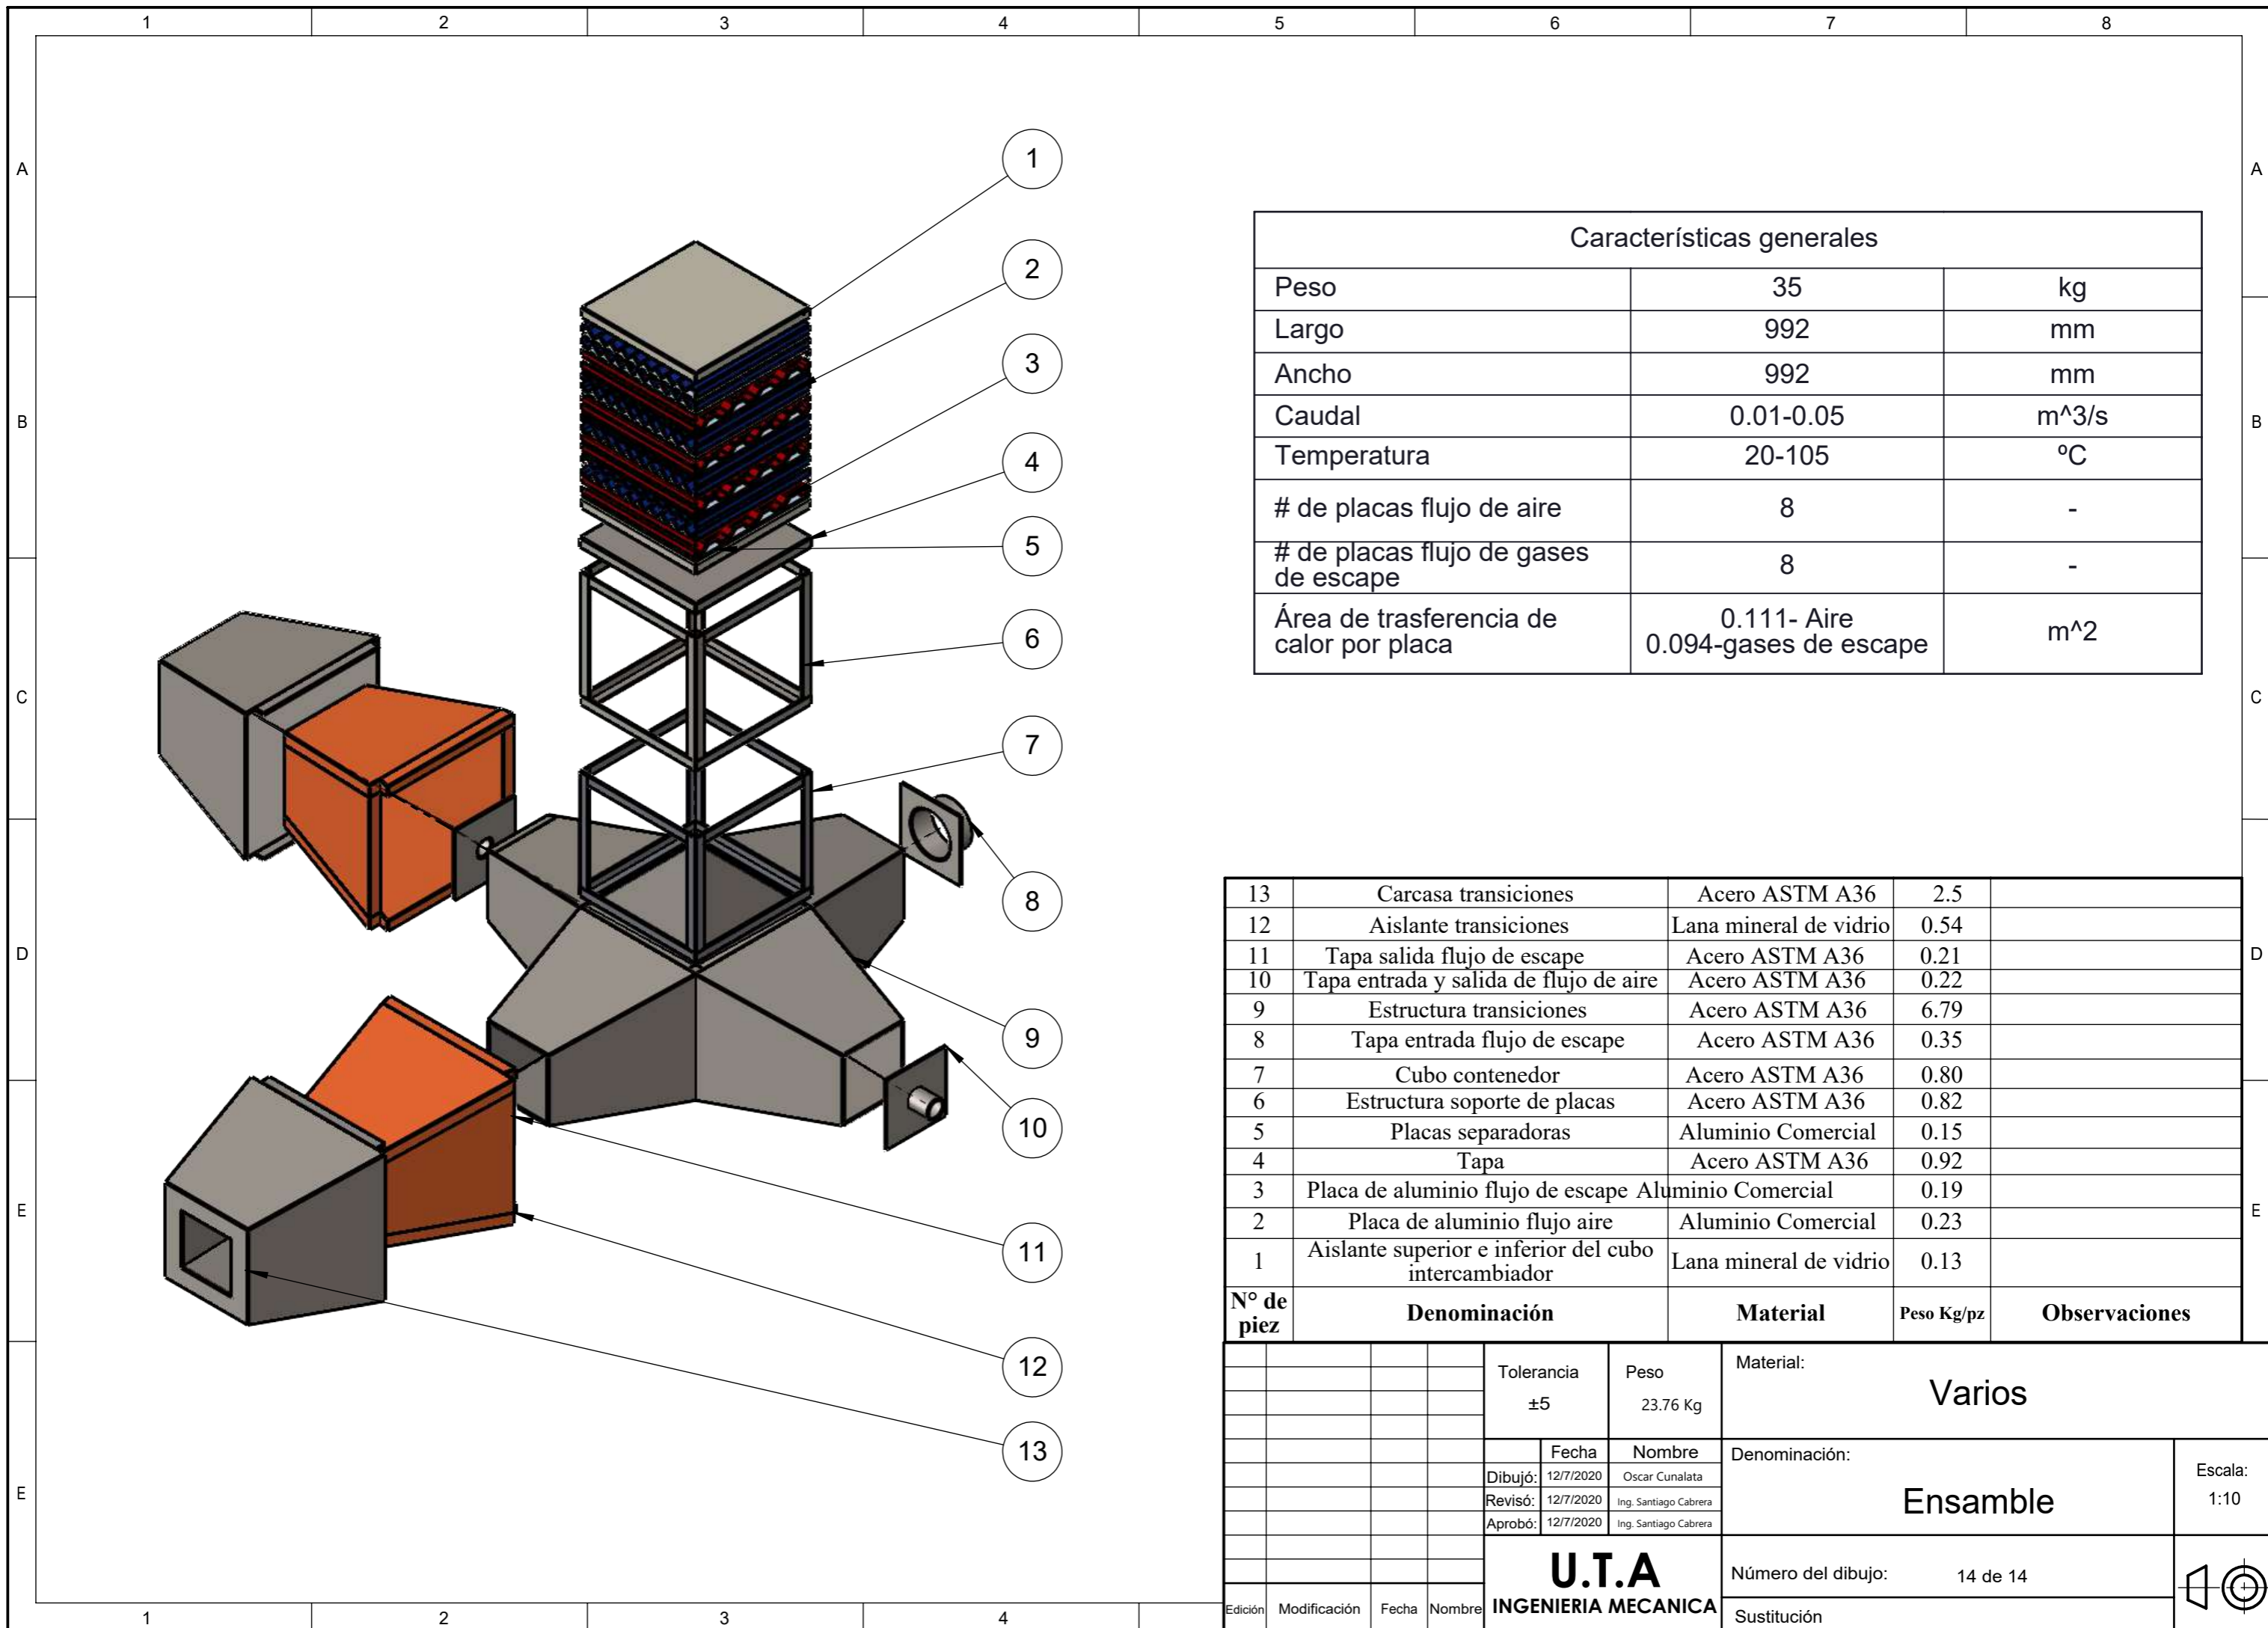 1 2 3 4 5 6 7 8
A A
B B
C C
D D
E E
E
1
2
3
4
5
6
7
8
9
10
11
12
13
Características generales
Peso 35 kg
Largo 992 mm
Ancho 992 mm
Caudal 0.01-0.05 m^3/s
Temperatura 20-105 ºC
# de placas flujo de aire 8 -
# de placas flujo de gases
de escape 8 -
Área de trasferencia de
calor por placa
0.111- Aire
0.094-gases de escape
m^2
13 Carcasa transiciones Acero ASTM A36 2.5
12 Aislante transiciones Lana mineral de vidrio 0.54
11 Tapa salida flujo de escape Acero ASTM A36 0.21
10 Tapa entrada y salida de flujo de aire Acero ASTM A36 0.22
9 Estructura transiciones Acero ASTM A36 6.79
8 Tapa entrada flujo de escape Acero ASTM A36 0.35
7 Cubo contenedor Acero ASTM A36 0.80
6 Estructura soporte de placas Acero ASTM A36 0.82
5 Placas separadoras Aluminio Comercial 0.15
4 Tapa Acero ASTM A36 0.92
3 Placa de aluminio flujo de escape Aluminio Comercial 0.19
2 Placa de aluminio flujo aire Aluminio Comercial 0.23
1 Aislante superior e inferior del cubo
intercambiador Lana mineral de vidrio 0.13
N° de
piez
Denominación Material Peso Kg/pz Observaciones
Tolerancia
±5
Peso
23.76 Kg
Material:
Varios
Fecha Nombre
Dibujó: 12/7/2020 Oscar Cunalata
Revisó: 12/7/2020 Ing. Santiago Cabrera
Aprobó: 12/7/2020 Ing. Santiago Cabrera
Denominación:
Ensamble
Escala:
1:10
U.T.A
INGENIERIA MECANICA
Número del dibujo: 14 de 14
Sustitución
Edición Modificación Fecha Nombre
1 2 3 4